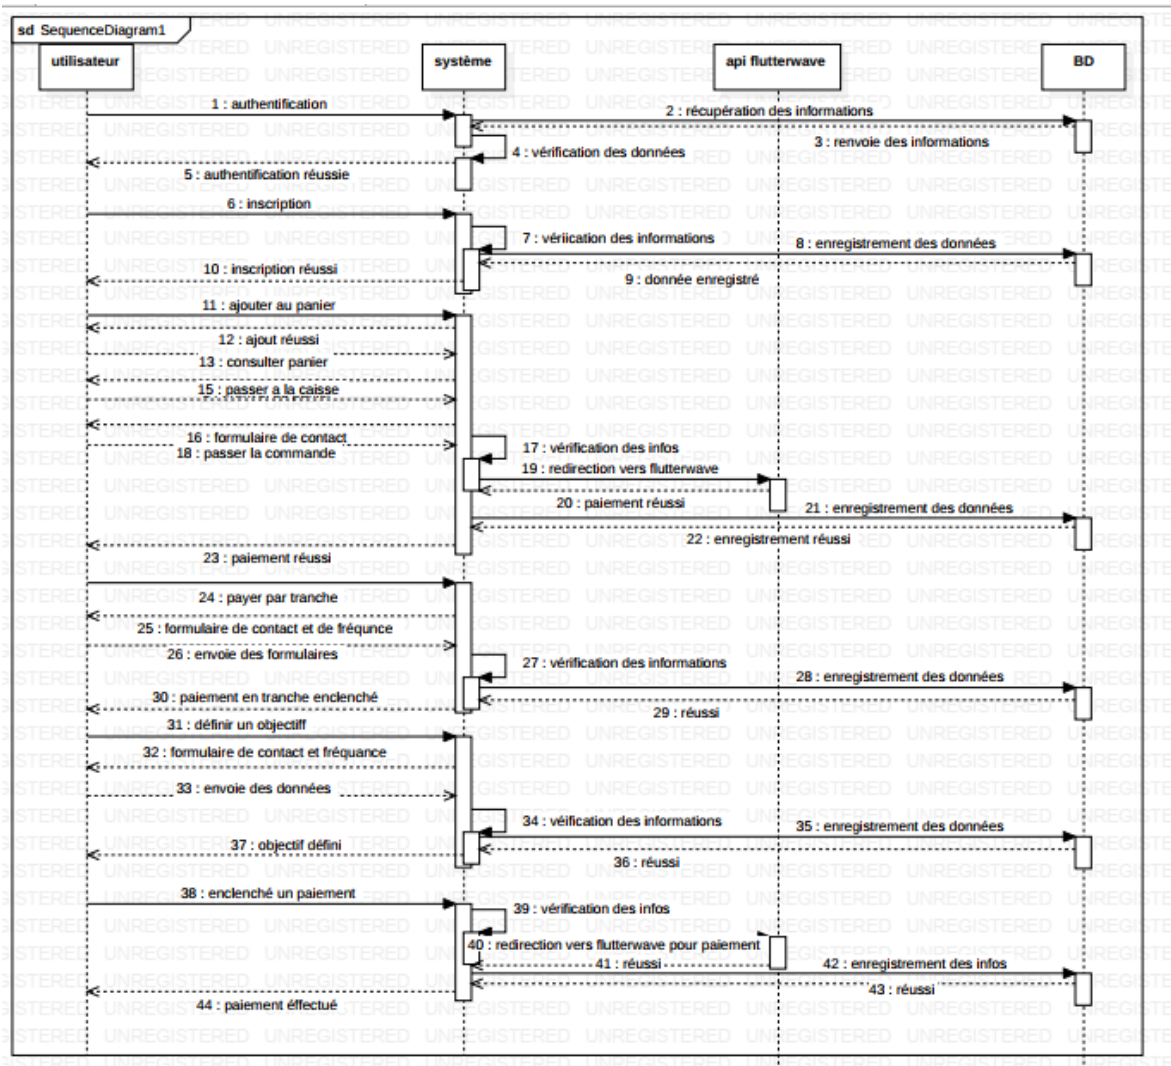 sd SequenceDiagram1
utilisateur
système
api flutterwave
BD
1 : authentification
2 : récupération des informations
3 : renvoie des informations
4 : vérification des données
5 : authentification réussie
6 : inscription
7 : vériication des informations
8 : enregistrement des données
9 : donnée enregistré
10 : inscription réussi
11 : ajouter au panier
12 : ajout réussi
13 : consulter panier
15 : passer a la caisse
16 : formulaire de contact
17 : vérification des infos
18 : passer la commande
19 : redirection vers flutterwave
20 : paiement réussi
21 : enregistrement des données
22 : enregistrement réussi
23 : paiement réussi
24 : payer par tranche
25 : formulaire de contact et de fréqunce
26 : envoie des formulaires
27 : vérification des informations
28 : enregistrement des données
29 : réussi
30 : paiement en tranche enclenché
31 : définir un objectiff
32 : formulaire de contact et fréquance
33 : envoie des données
34 : véification des informations
35 : enregistrement des données
36 : réussi
37 : objectif défini
38 : enclenché un paiement
39 : vérification des infos
40 : redirection vers flutterwave pour paiement
41 : réussi
42 : enregistrement des infos
43 : réussi
44 : paiement éffectué
UNREGISTERED